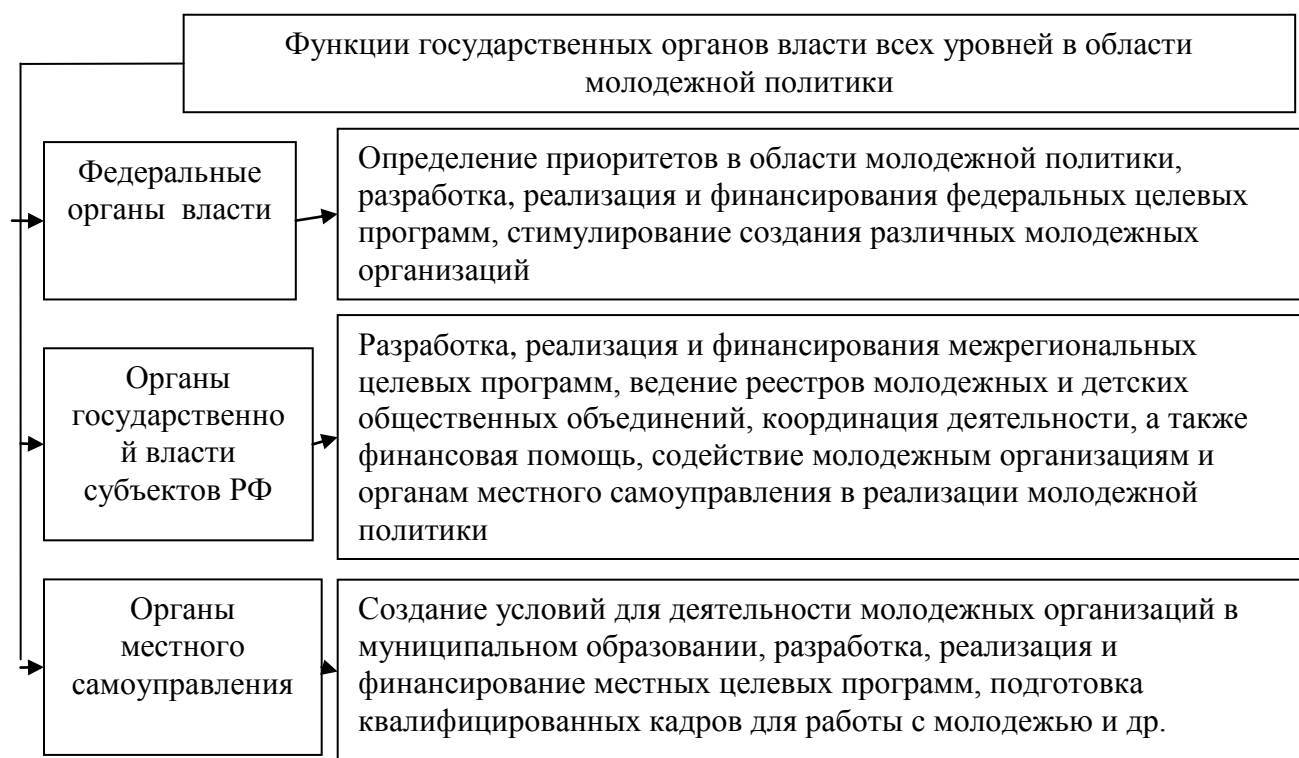 Функции государственных органов власти всех уровней в области
молодежной политики
Федеральные
органы власти
Определение приоритетов в области молодежной политики,
разработка, реализация и финансирования федеральных целевых
программ, стимулирование создания различных молодежных
организаций
Органы
государственно
й власти
субъектов РФ
Разработка, реализация и финансирования межрегиональных
целевых программ, ведение реестров молодежных и детских
общественных объединений, координация деятельности, а также
финансовая помощь, содействие молодежным организациям и
органам местного самоуправления в реализации молодежной
политики
Органы
местного
самоуправления
Создание условий для деятельности молодежных организаций в
муниципальном образовании, разработка, реализация и
финансирование местных целевых программ, подготовка
квалифицированных кадров для работы с молодежью и др.